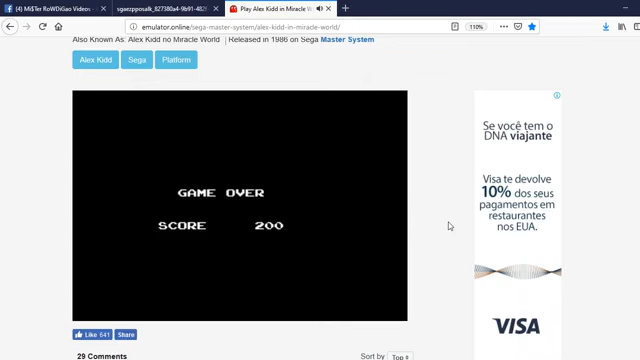 (4) MiSTer RoWDiGao Videos -
sgaezpposalk_827380a4-9b91-482f
Play Alex Kidd in Miracle W
emulator.online/sega-master-system/alex-kidd-in-miracle-world/
110%
Also Known As: Alex Kidd no Miracle World | Released in 1986 on Sega Master System
Alex Kidd
Sega
Platform
GAME OVER
SCORE 200
Se você tem o
DNA viajante
Visa te devolve
10% dos seus
pagamentos em
restaurantes
nos EUA.
VISA
Like 641
Share
29 Comments
Sort by
Top